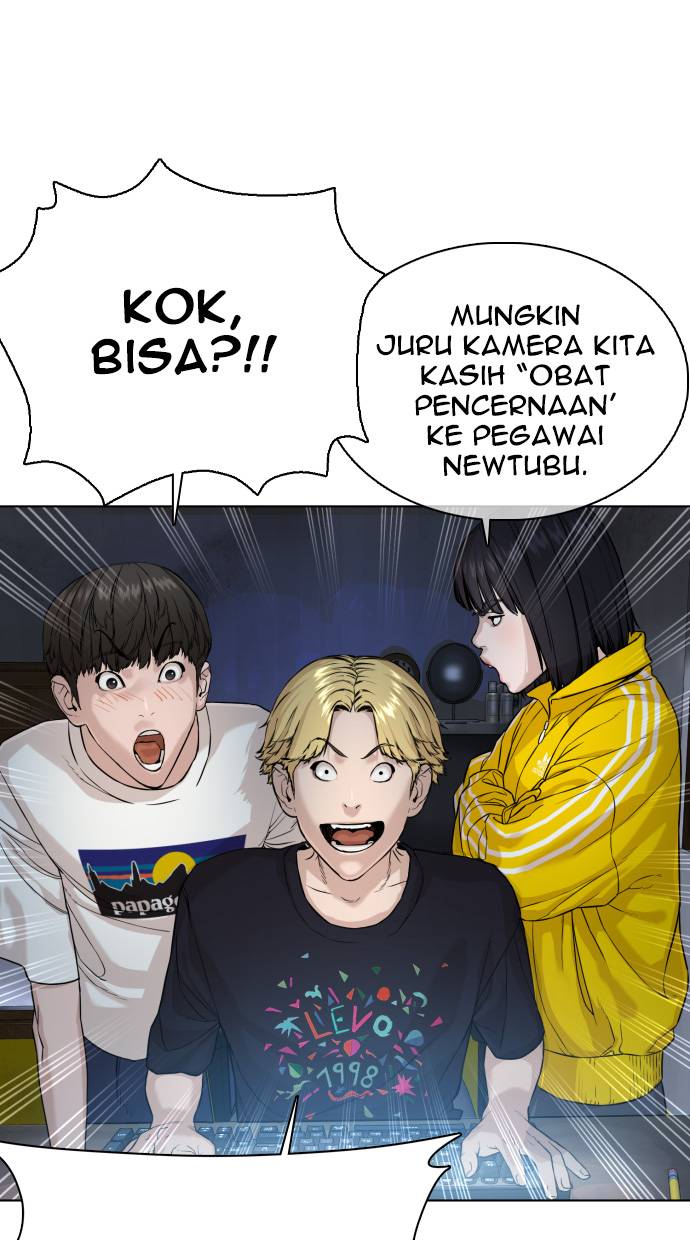 KOK,
BISA?!!
MUNGKIN
JURU KAMERA KITA
KASIH “OBAT
PENCERNAAN’
KE PEGAWAI
NEWTUBU.
papago
LEVO
1998